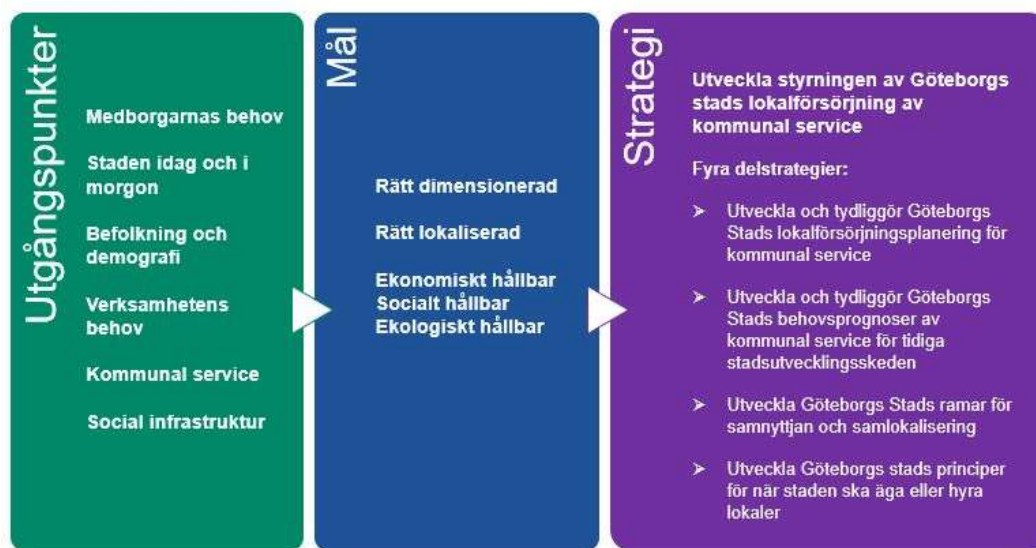 Utgångspunkter
Medborgarnas behov
Staden idag och i
morgon
Befolkning och
demografi
Verksamhetens
behov
Kommunal service
Social infrastruktur
Mål
Rätt dimensionerad
Rätt lokaliserad
Ekonomiskt hållbar
Socialt hållbar
Ekologiskt hållbar
Strategi
Utveckla styrningen av Göteborgs
stads lokalförsörjning av
kommunal service
Fyra delstrategier:
➢ Utveckla och tydliggör Göteborgs
Stads lokalförsörjningsplanering för
kommunal service
➢ Utveckla och tydliggör Göteborgs
Stads behovsprognoser av
kommunal service för tidiga
stadsutvecklingsskeden
➢ Utveckla Göteborgs Stads ramar för
samnyttjan och samlokalisering
➢ Utveckla Göteborgs stads principer
för när staden ska äga eller hyra
lokaler